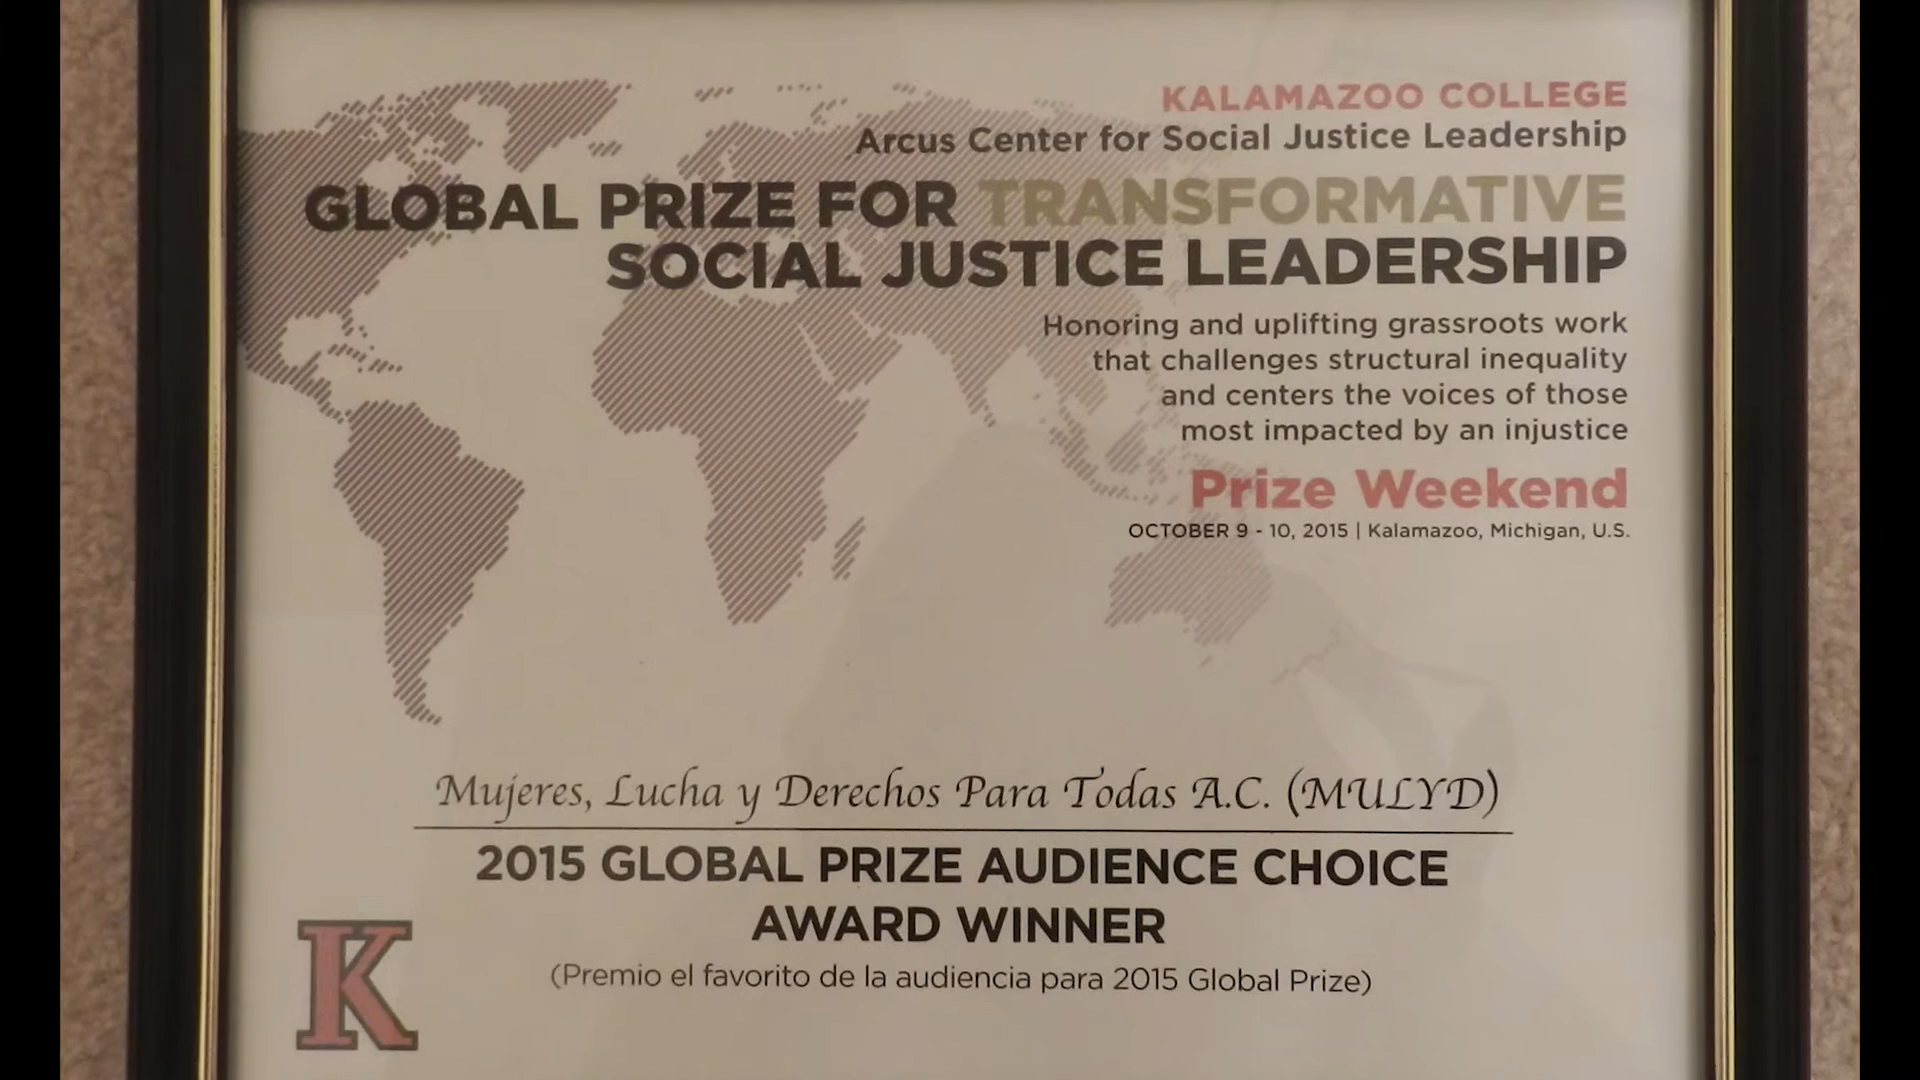 KALAMAZOO COLLEGE
Arcus Center for Social Justice Leadership
GLOBAL PRIZE FOR TRANSFORMATIVE
SOCIAL JUSTICE LEADERSHIP
Honoring and uplifting grassroots work
that challenges structural inequality
and centers the voices of those
most impacted by an injustice
Prize Weekend
OCTOBER 9 - 10, 2015 | Kalamazoo, Michigan, U.S.
Mujeres, Lucha y Derechos Para Todas A.C. (MULYD)
2015 GLOBAL PRIZE AUDIENCE CHOICE
AWARD WINNER
(Premio el favorito de la audiencia para 2015 Global Prize)
K